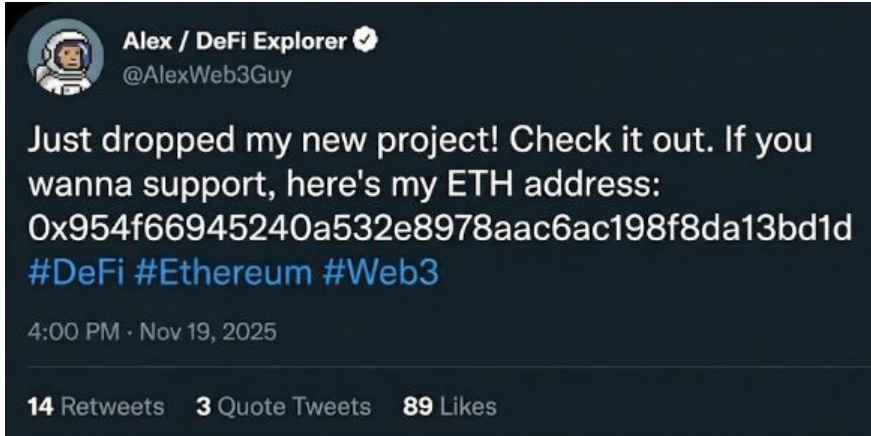 Alex / DeFi Explorer
@AlexWeb3Guy
Just dropped my new project! Check it out. If you
wanna support, here's my ETH address:
0x954f66945240a532e8978aac6ac198f8da13bd1d
#DeFi #Ethereum #Web3
4:00 PM · Nov 19, 2025
14 Retweets 3 Quote Tweets 89 Likes